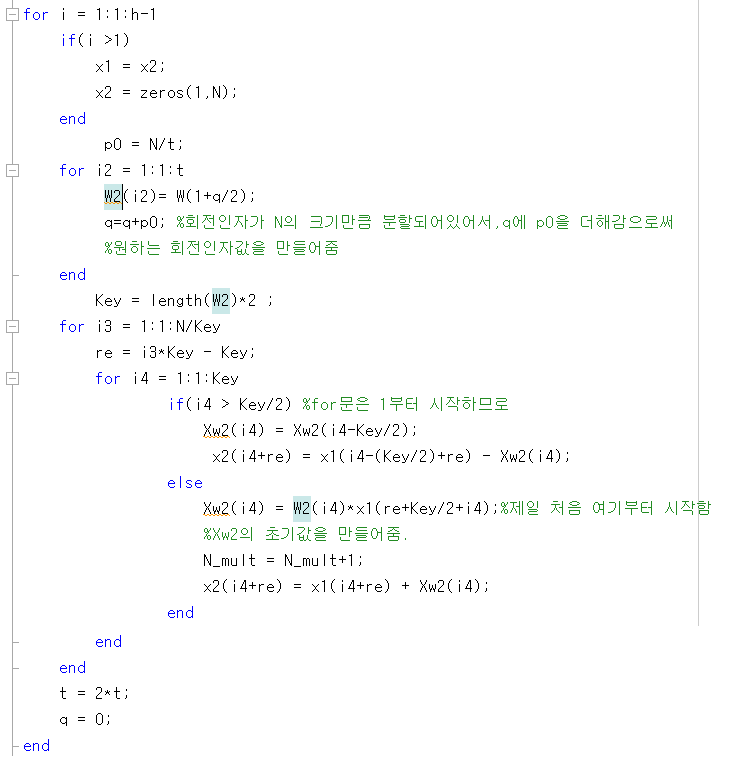 for i = 1:1:h-1
if(i >1)
x1 = x2;
x2 = zeros(1,N);
end
p0 = N/t;
for i2 = 1:1:t
W2(i2)= W(1+q/2);
q=q+p0; %회전인자가 N의 크기만큼 분할되어있어서,q에 p0을 더해감으로써
%원하는 회전인자값을 만들어줌
end
Key = length(W2)*2 ;
for i3 = 1:1:N/Key
re = i3*Key - Key;
for i4 = 1:1:Key
if(i4 > Key/2) %for문은 1부터 시작하므로
Xw2(i4) = Xw2(i4-Key/2);
x2(i4+re) = x1(i4-(Key/2)+re) - Xw2(i4);
else
Xw2(i4) = W2(i4)*x1(re+Key/2+i4);%제일 처음 여기부터 시작함
%Xw2의 초기값을 만들어줌.
N_mult = N_mult+1;
x2(i4+re) = x1(i4+re) + Xw2(i4);
end
end
end
t = 2*t;
q = 0;
end